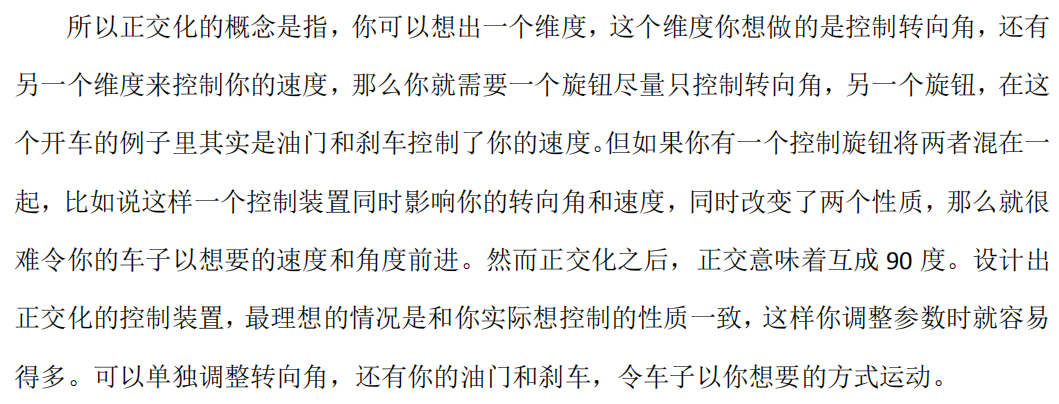 所以正交化的概念是指，你可以想出一个维度，这个维度你想做的是控制转向角，还有
另一个维度来控制你的速度，那么你就需要一个旋钮尽量只控制转向角，另一个旋钮，在这
个开车的例子里其实是油门和刹车控制了你的速度。但如果你有一个控制旋钮将两者混在一
起，比如说这样一个控制装置同时影响你的转向角和速度，同时改变了两个性质，那么就很
难令你的车子以想要的速度和角度前进。然而正交化之后，正交意味着互成 90 度。设计出
正交化的控制装置，最理想的情况是和你实际想控制的性质一致，这样你调整参数时就容易
得多。可以单独调整转向角，还有你的油门和刹车，令车子以你想要的方式运动。